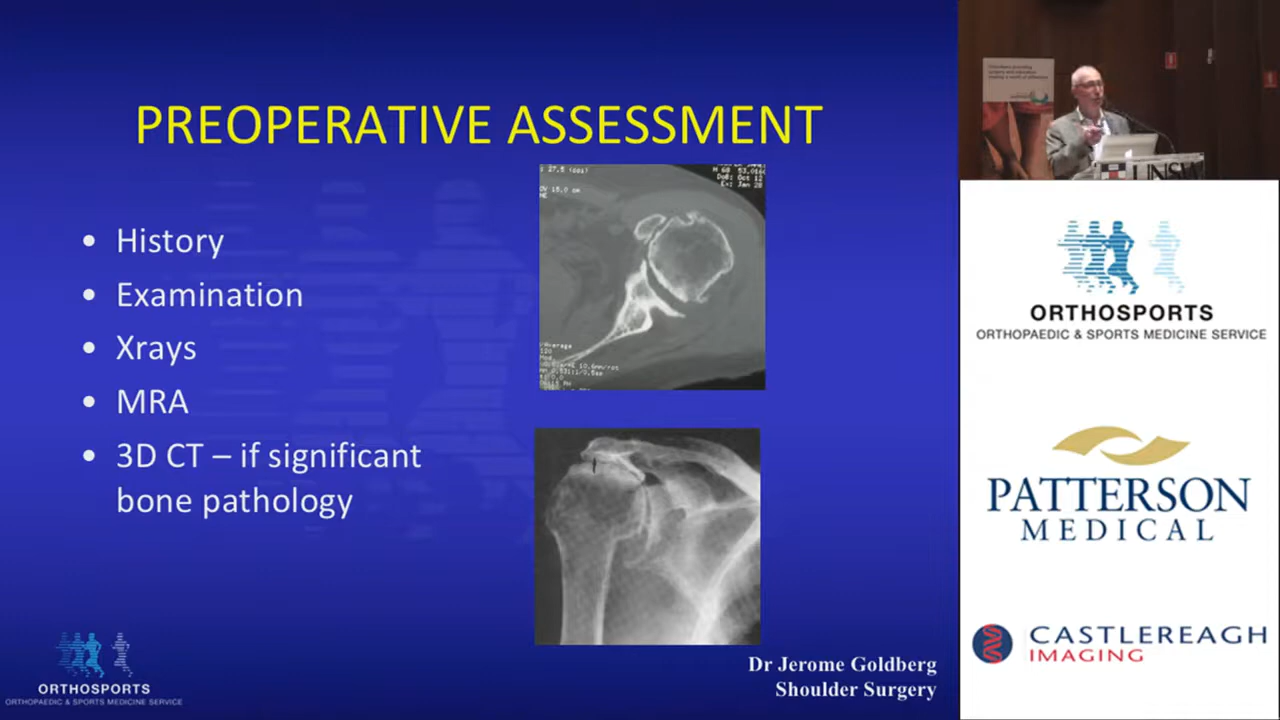 PREOPERATIVE ASSESSMENT
• History
• Examination
• Xrays
• MRA
• 3D CT – if significant
bone pathology
Dr Jerome Goldberg
Shoulder Surgery
ORTHOSPORTS
ORTHOPAEDIC & SPORTS MEDICINE SERVICE
UNSW
ORTHOSPORTS
ORTHOPAEDIC & SPORTS MEDICINE SERVICE
PATTERSON
MEDICAL
CASTLEREAGH
IMAGING